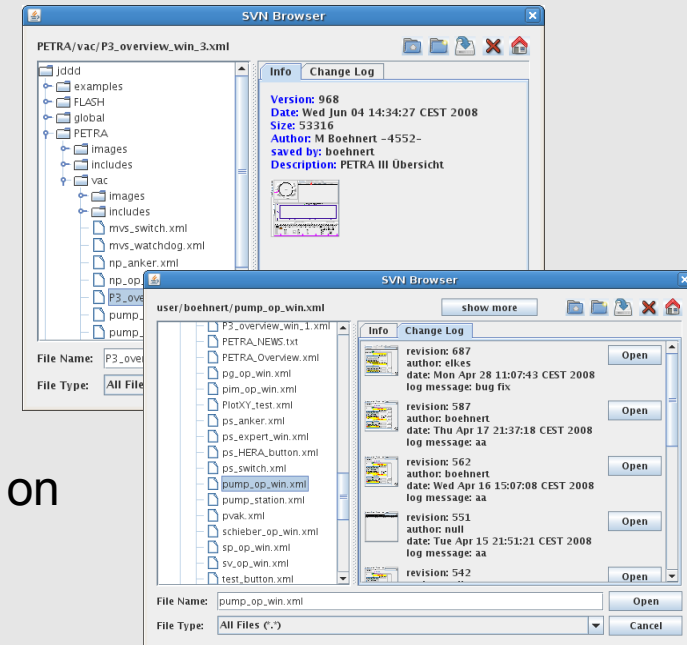 SVN Browser
PETRA/vac/P3_overview_win_3.xml
jddd
examples
FLASH
global
PETRA
images
includes
vac
images
includes
mvs_switch.xml
mvs_watchdog.xml
np_anker.xml
np_op
P3_ove
pump_
pump_
File Name: P3_over
File Type: All File
Info Change Log
Version: 968
Date: Wed Jun 04 14:34:27 CEST 2008
Size: 53316
Author: M Boehnert -4552-
saved by: boehnert
Description: PETRA III Übersicht
on
SVN Browser
user/boehnert/pump_op_win.xml
show more
P3_overview_win_1.xml
PETRA_NEWS.txt
PETRA_Overview.xml
pg_op_win.xml
pim_op_win.xml
PlotXY_test.xml
ps_anker.xml
ps_expert_win.xml
ps_HERA_button.xml
ps_switch.xml
pump_op_win.xml
pump_station.xml
pvak.xml
schieber_op_win.xml
sp_op_win.xml
sv_op_win.xml
test_button.xml
Info Change Log
revision: 687
author: elkes
date: Mon Apr 28 11:07:43 CEST 2008
log message: bug fix
Open
revision: 587
author: boehnert
date: Thu Apr 17 21:37:18 CEST 2008
log message: aa
Open
revision: 562
author: boehnert
date: Wed Apr 16 15:07:08 CEST 2008
log message: aa
Open
revision: 551
author: null
date: Tue Apr 15 21:51:21 CEST 2008
log message: aa
Open
revision: 542
Open
File Name: pump_op_win.xml
Open
File Type: All Files (*.*)
Cancel